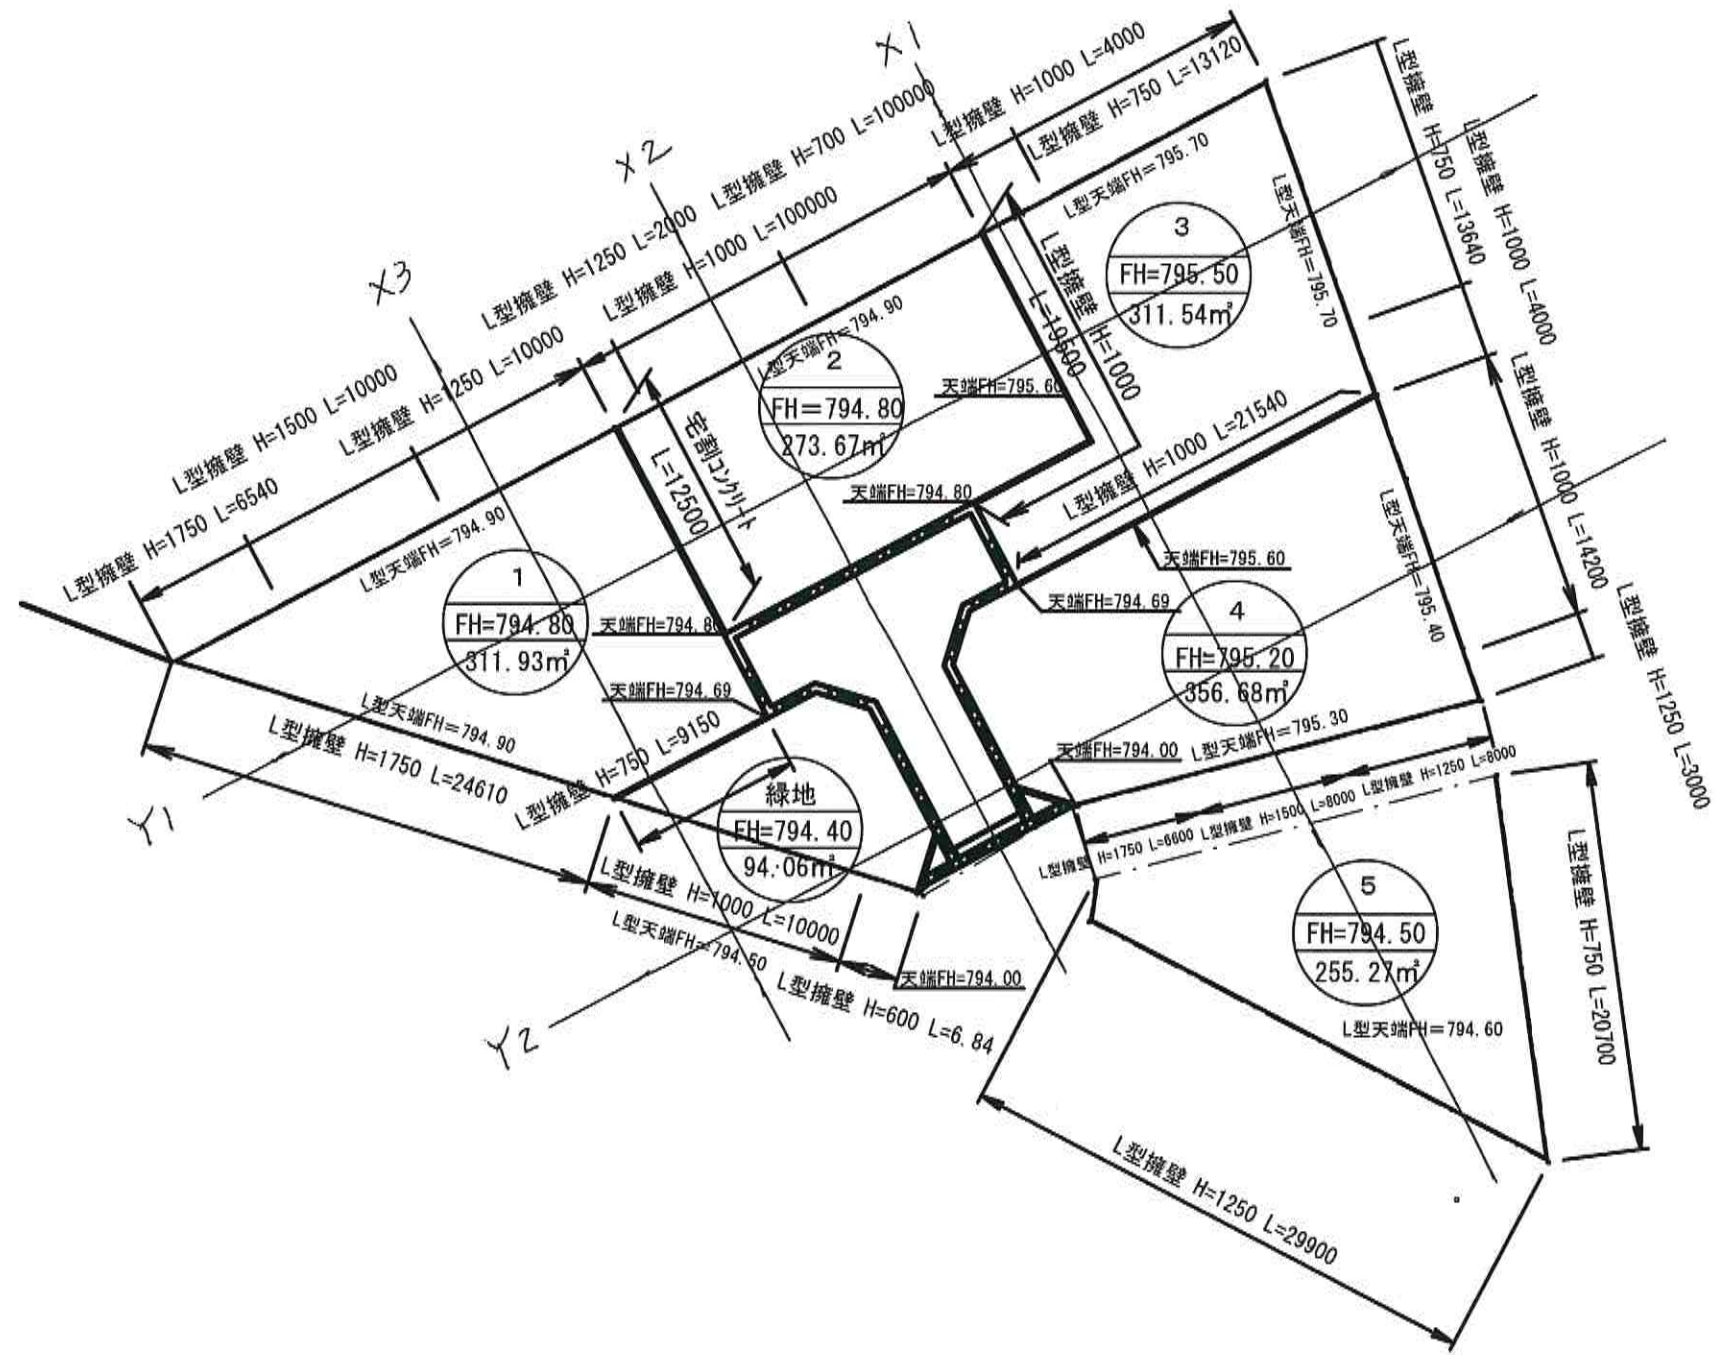 X1
X2
X3
Y1
Y2
L型擁壁 H=1000 L=4000
L型擁壁 H=750 L=13120
L型擁壁 H=700 L=100000
L型擁壁 H=1250 L=2000
L型擁壁 H=1000 L=100000
L型擁壁 H=1500 L=10000
L型擁壁 H=1250 L=10000
L型擁壁 H=1750 L=6540
L型擁壁 H=750 L=13640
L型擁壁 H=1000 L=4000
L型擁壁 H=1000 L=14200
L型擁壁 H=1250 L=3000
L型天端FH=795.70
L型天端FH=795.70
3
FH=795.50
311.54㎡
L型擁壁 H=1000
L=19500
L型天端FH=794.90
2
FH=794.80
273.67㎡
天端FH=795.60
天端FH=794.80
L型擁壁 H=1000 L=21540
宅割コンクリート
L=12500
L型天端FH=794.90
1
FH=794.80
311.93㎡
天端FH=794.80
天端FH=794.69
天端FH=795.60
天端FH=794.69
L型天端FH=795.40
4
FH=795.20
356.68㎡
L型天端FH=794.90
L型擁壁 H=1750 L=24610
L型擁壁 H=750 L=9150
緑地
FH=794.40
94.06㎡
天端FH=794.00
L型天端FH=795.30
L型擁壁 H=1750 L=6600
L型擁壁 H=1500 L=8000
L型擁壁 H=1250 L=8000
L型擁壁 H=1000 L=10000
L型天端FH=794.50
天端FH=794.00
L型擁壁 H=600 L=6.84
5
FH=794.50
255.27㎡
L型天端FH=794.60
L型擁壁 H=750 L=20700
L型擁壁 H=1250 L=29900